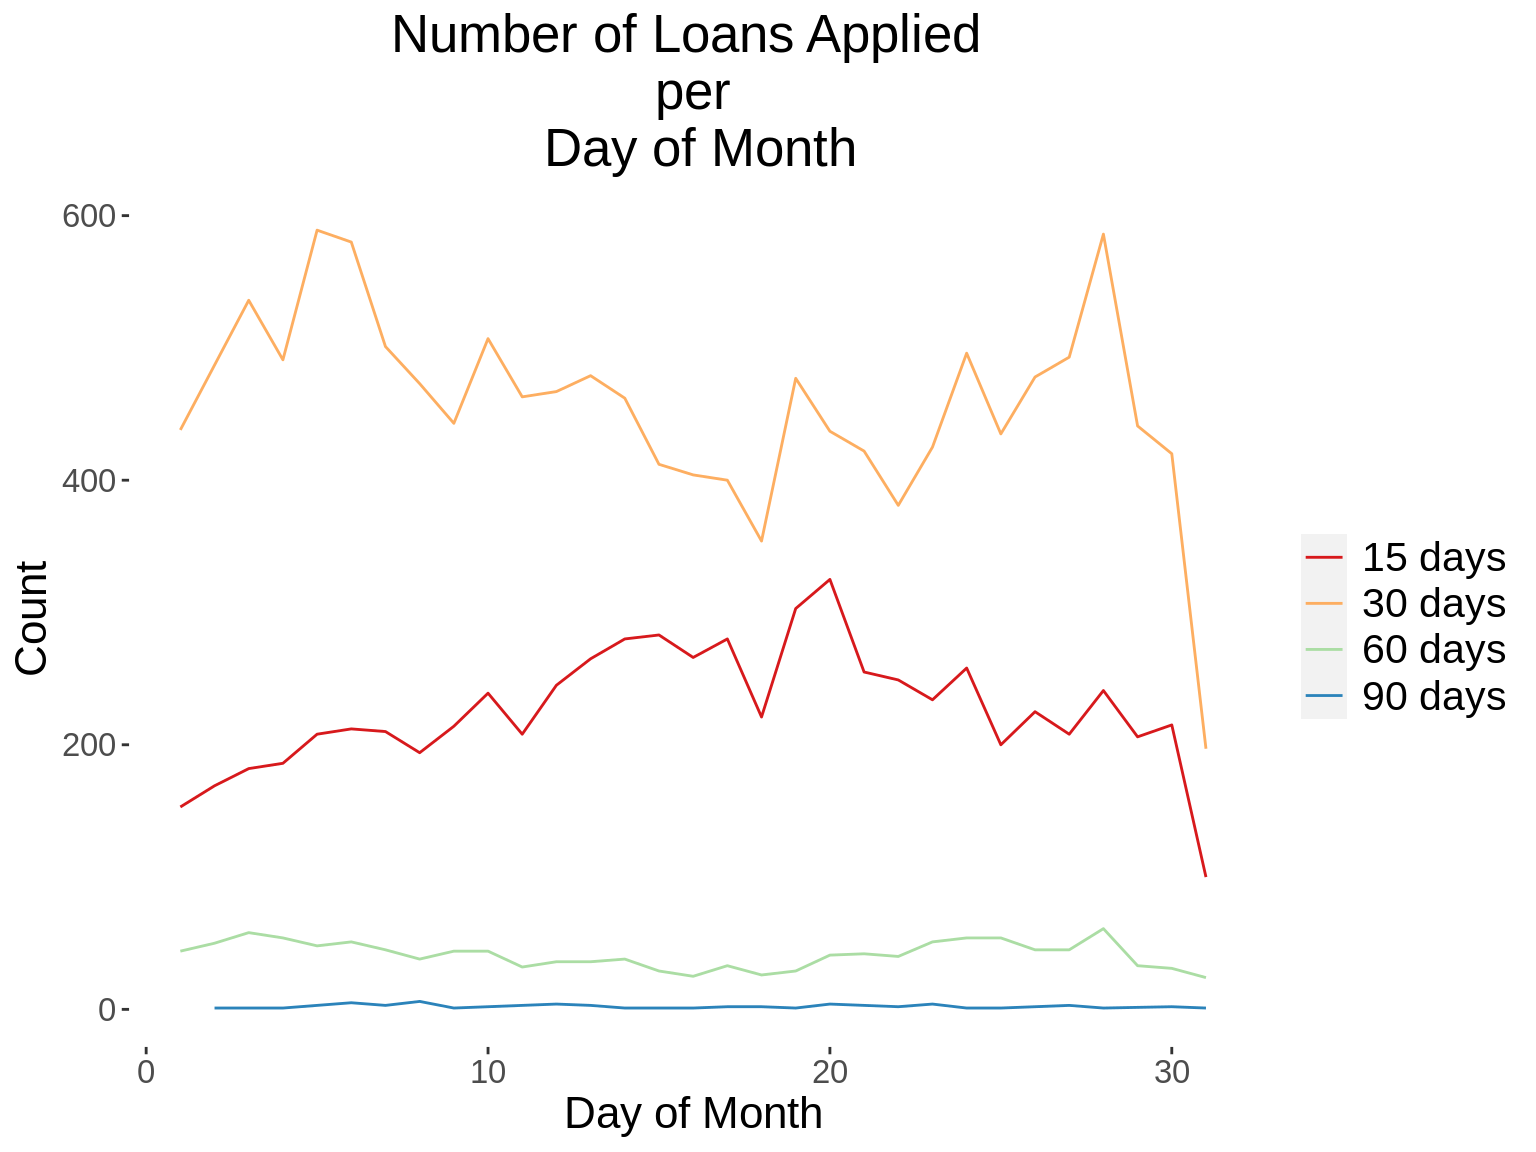 Number of Loans Applied
per
Day of Month
600
400
200
0
Count
0 10 20 30
Day of Month
15 days
30 days
60 days
90 days